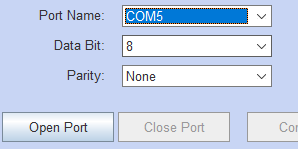 Port Name: COM5
Data Bit: 8
Parity: None
Open Port Close Port